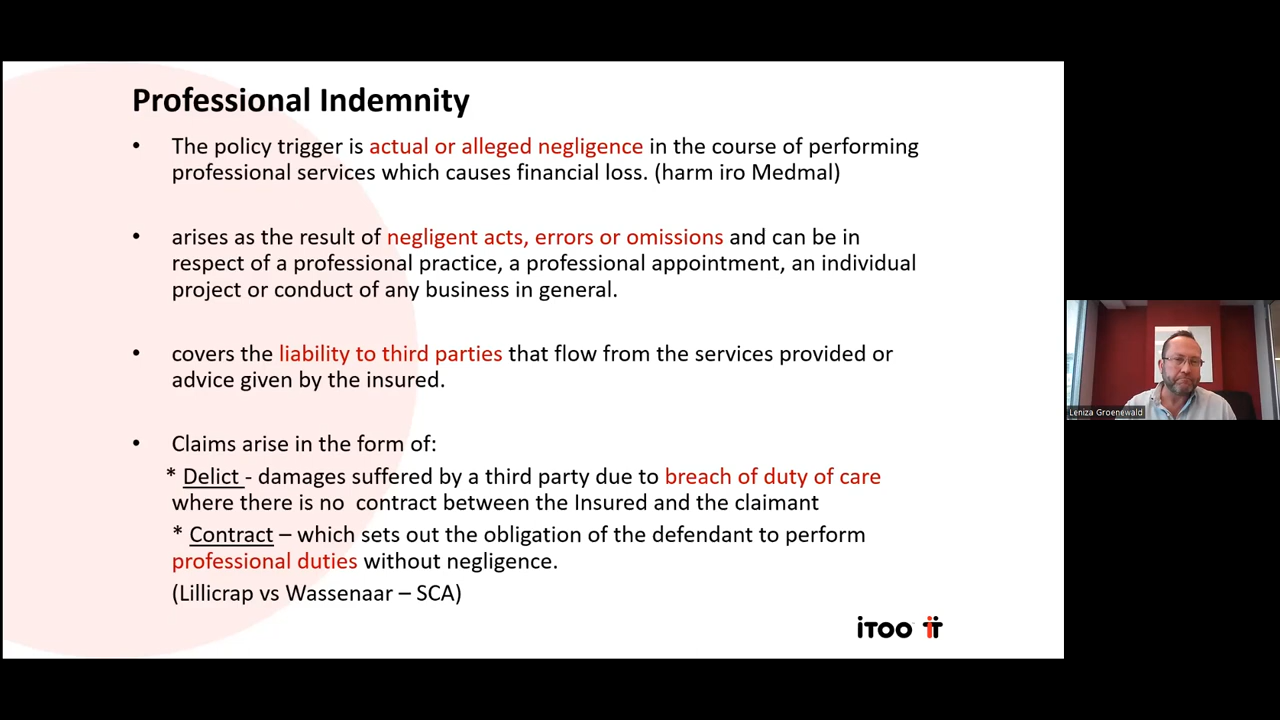 Professional Indemnity
• The policy trigger is actual or alleged negligence in the course of performing
professional services which causes financial loss. (harm iro Medmal)
• arises as the result of negligent acts, errors or omissions and can be in
respect of a professional practice, a professional appointment, an individual
project or conduct of any business in general.
• covers the liability to third parties that flow from the services provided or
advice given by the insured.
• Claims arise in the form of:
* Delict - damages suffered by a third party due to breach of duty of care
where there is no contract between the Insured and the claimant
* Contract – which sets out the obligation of the defendant to perform
professional duties without negligence.
(Lillicrap vs Wassenaar – SCA)
iTOO
Leniza Groenewald